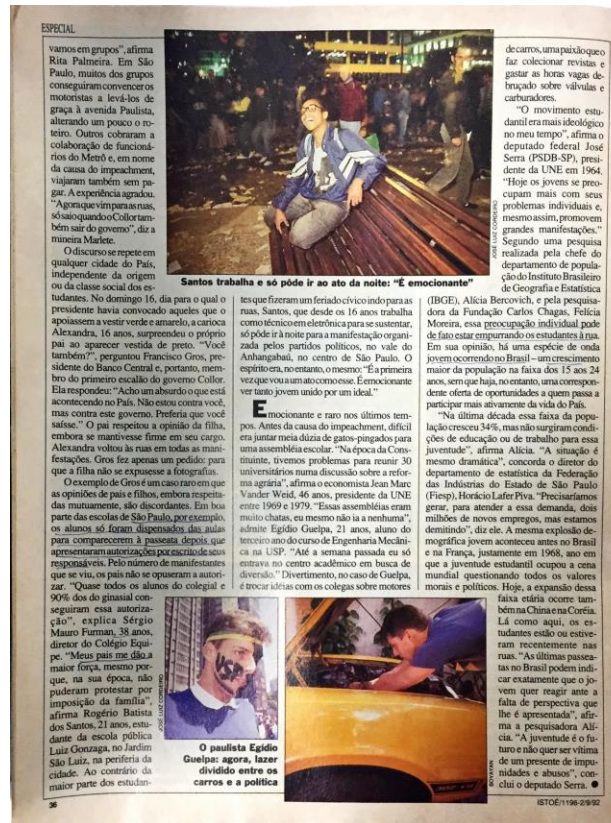 ESPECIAL
vamos em grupos", afirma
Rita Palmeira. Em São
Paulo, muitos dos grupos
conseguiram convencer os
motoristas a levá-los de
graça à avenida Paulista,
alterando um pouco o ro-
teiro. Outros cobraram a
colaboração de funcioná-
rios do Metrô e, em nome
da causa do impeachment,
viajaram também sem pa-
gar. A experiência agradou.
"Agora que vim para as ruas,
só saio quando o Collor tam-
bém sair do governo", diz a
mineira Marlete.
O discurso se repete em
qualquer cidade do País,
independente da origem
ou da classe social dos es-
tudantes. No domingo 16, dia para o qual o
presidente havia convocado aqueles que o
apoiassem a vestir verde e amarelo, a carioca
Alexandra, 16 anos, surpreendeu o próprio
pai ao aparecer vestida de preto. "Você
também?", perguntou Francisco Gros, pre-
sidente do Banco Central e, portanto, mem-
bro do primeiro escalão do governo Collor.
Ela respondeu: "Acho um absurdo o que está
acontecendo no País. Não estou contra você,
mas contra este governo. Preferia que você
saísse." O pai respeitou a opinião da filha,
embora se mantivesse firme em seu cargo.
Alexandra voltou às ruas em todas as mani-
festações. Gros fez apenas um pedido: para
que a filha não se expusesse a fotografias.
O exemplo de Gros é um caso raro em que
as opiniões de pais e filhos, embora respeita-
das mutuamente, são discordantes. Em boa
parte das escolas de São Paulo, por exemplo,
os alunos só foram dispensados das aulas
para comparecerem à passeata depois que
apresentaram autorizações por escrito de seus
responsáveis. Pelo número de manifestantes
que se viu, os pais não se opuseram a autori-
zar. "Quase todos os alunos do colegial e
90% dos do ginasial con-
seguiram essa autoriza-
ção", explica Sérgio
Mauro Furman, 38 anos,
diretor do Colégio Equi-
pe. "Meus pais me dão a
maior força, mesmo por-
que, na sua época, não
puderam protestar por
imposição da família",
afirma Rogério Batista
dos Santos, 21 anos, estu-
dante da escola pública
Luiz Gonzaga, no Jardim
São Luiz, na periferia da
cidade. Ao contrário da
maior parte dos estudan-
JOSÉ LUIZ CORDEIRO
Santos trabalha e só pôde ir ao ato da noite: "É emocionante"
tes que fizeram um feriado cívico indo para as
ruas, Santos, que desde os 16 anos trabalha
como técnico em eletrônica para se sustentar,
só pôde ir à noite para a manifestação organi-
zada pelos partidos políticos, no vale do
Anhangabaú, no centro de São Paulo. O
espírito era, no entanto, o mesmo: "É a primeira
vez que vou a um ato como esse. É emocionante
ver tanto jovem unido por um ideal."
Emocionante e raro nos últimos tem-
pos. Antes da causa do impeachment, difícil
era juntar meia dúzia de gatos-pingados para
uma assembléia escolar. "Na época da Cons-
tituinte, tivemos problemas para reunir 30
universitários numa discussão sobre a refor-
ma agrária", afirma o economista Jean Marc
Vander Weid, 46 anos, presidente da UNE
entre 1969 e 1979. "Essas assembléias eram
muito chatas, eu mesmo não ia a nenhuma",
admite Egídio Guelpa, 21 anos, aluno do
terceiro ano do curso de Engenharia Mecâni-
ca na USP. "Até a semana passada eu só
entrava no centro acadêmico em busca de
diversão." Divertimento, no caso de Guelpa,
é trocar idéias com os colegas sobre motores
USP
JOSÉ LUIZ CORDEIRO
O paulista Egídio
Guelpa: agora, lazer
dividido entre os
carros e a política
de carros, uma paixão que o
faz colecionar revistas e
gastar as horas vagas de-
bruçado sobre válvulas e
carburadores.
"O movimento estu-
dantil era mais ideológico
no meu tempo", afirma o
deputado federal José
Serra (PSDB-SP), presi-
dente da UNE em 1964.
"Hoje os jovens se preo-
cupam mais com seus
problemas individuais e,
mesmo assim, promovem
grandes manifestações."
Segundo uma pesquisa
realizada pela chefe do
departamento de popula-
ção do Instituto Brasileiro
de Geografia e Estatística
(IBGE), Alícia Bercovich, e pela pesquisa-
dora da Fundação Carlos Chagas, Felícia
Moreira, essa preocupação individual pode
de fato estar empurrando os estudantes à rua.
Em sua opinião, há uma espécie de onda
jovem ocorrendo no Brasil – um crescimento
maior da população na faixa dos 15 aos 24
anos, sem que haja, no entanto, uma correspon-
dente oferta de oportunidades a quem passa a
participar mais ativamente da vida do País.
"Na última década essa faixa da popu-
lação cresceu 34%, mas não surgiram condi-
ções de educação ou de trabalho para essa
juventude", afirma Alícia. "A situação é
mesmo dramática", concorda o diretor do
departamento de estatística da Federação
das Indústrias do Estado de São Paulo
(Fiesp), Horácio Lafer Piva. "Precisaríamos
gerar, para atender a essa demanda, dois
milhões de novos empregos, mas estamos
demitindo", diz ele. A mesma explosão de-
mográfica jovem aconteceu antes no Brasil
e na França, justamente em 1968, ano em
que a juventude estudantil ocupou a cena
mundial questionando todos os valores
morais e políticos. Hoje, a expansão dessa
faixa etária ocorre tam-
bém na China e na Coréia.
Lá como aqui, os es-
tudantes estão ou estive-
ram recentemente nas
ruas. "As últimas passea-
tas no Brasil podem indi-
car exatamente que o jo-
vem quer reagir ante a
falta de perspectiva que
lhe é apresentada", afir-
ma a pesquisadora Alí-
cia. "A juventude é o fu-
turo e não quer ser vítima
de um presente de impu-
nidades e abusos", con-
clui o deputado Serra.
36
ISTOÉ/1196-2/9/92